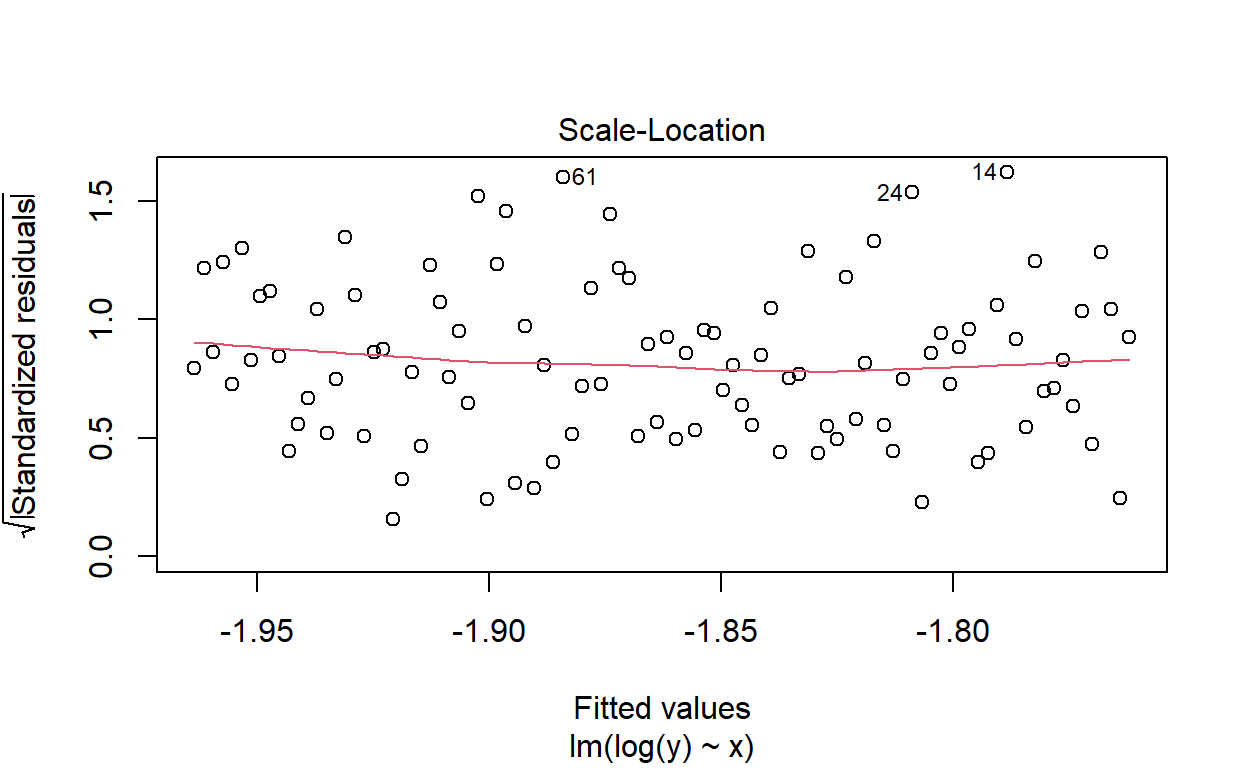 Scale-Location
√|Standardized residuals|
1.5
1.0
0.5
0.0
61
24
14
-1.95
-1.90
-1.85
-1.80
Fitted values
lm(log(y) ~ x)